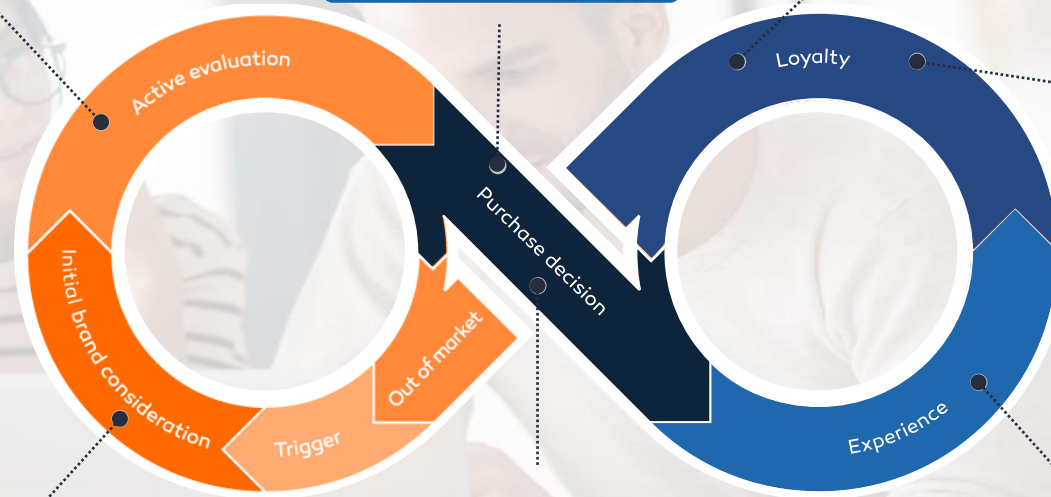 Active evaluation
Loyalty
Purchase decision
Initial brand consideration
Out of market
Trigger
Experience